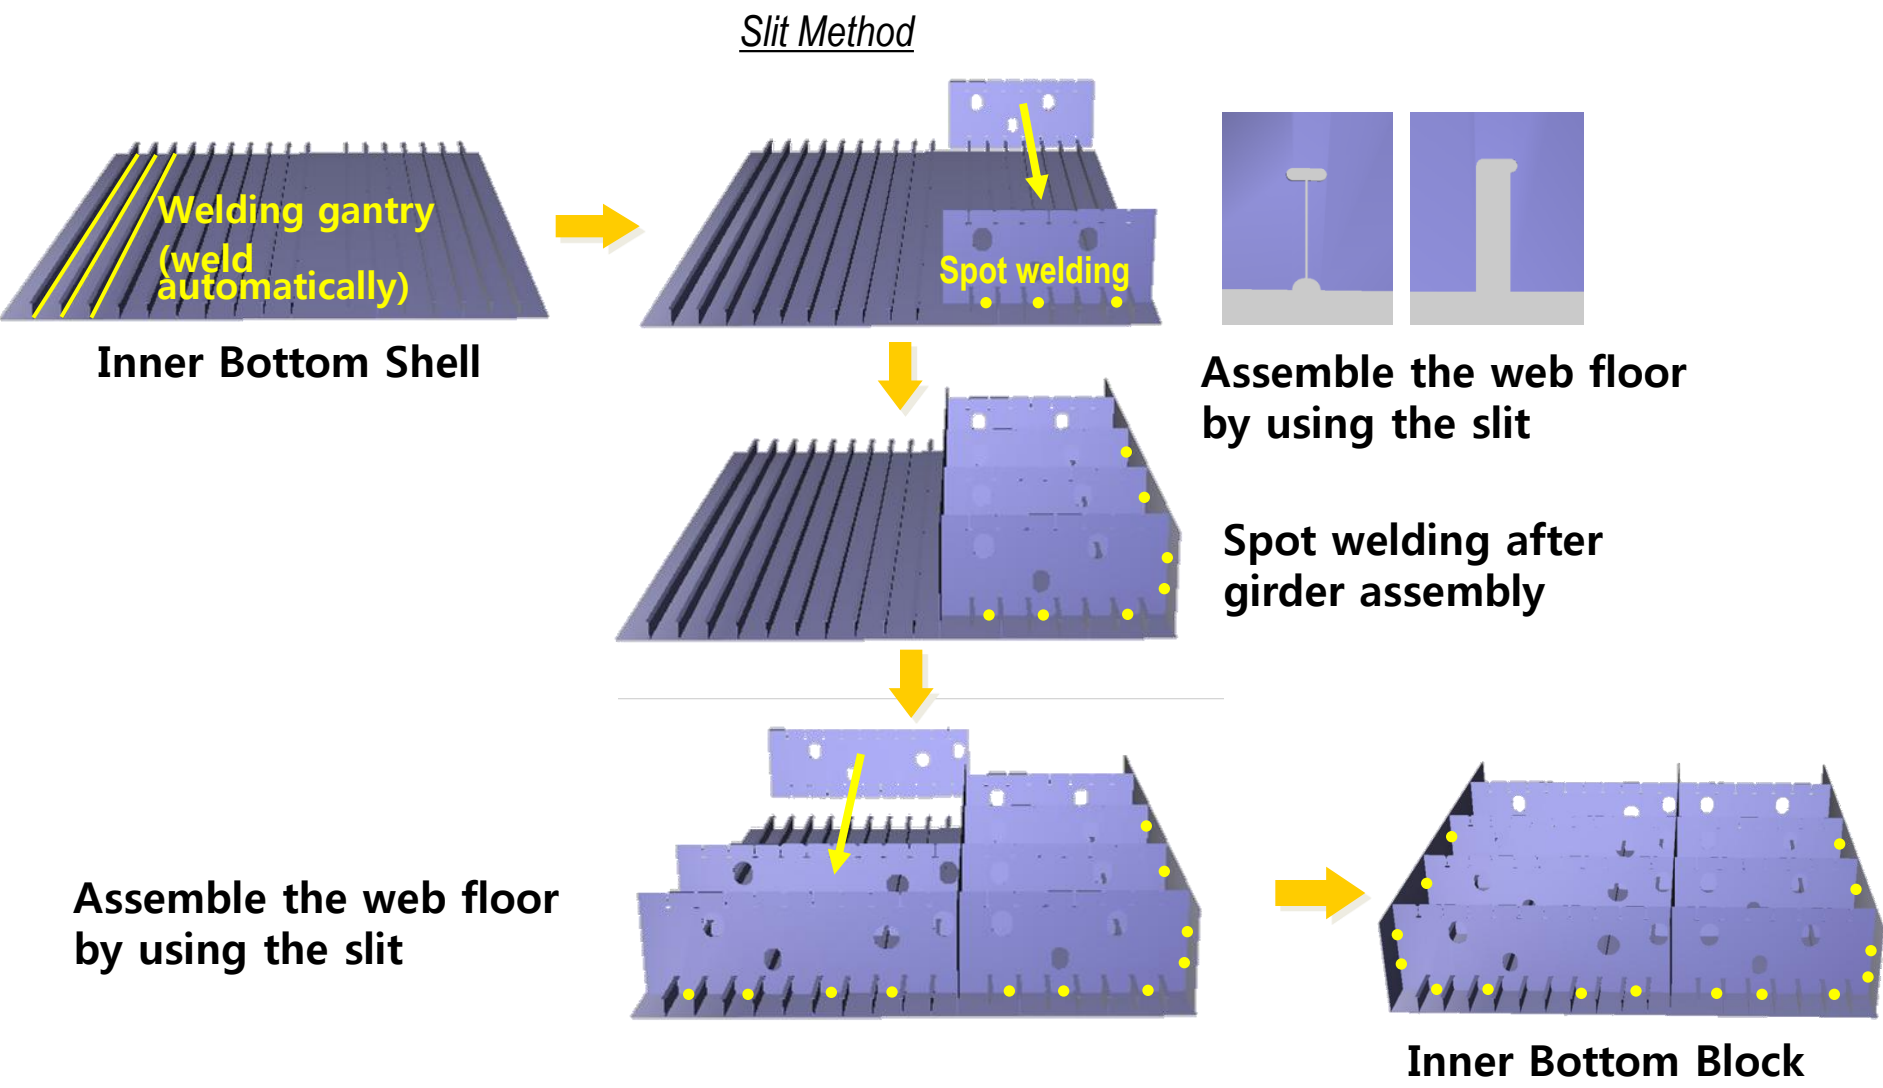 Slit Method
Welding gantry
(weld
automatically)
Spot welding
Inner Bottom Shell
Assemble the web floor
by using the slit
Spot welding after
girder assembly
Assemble the web floor
by using the slit
Inner Bottom Block